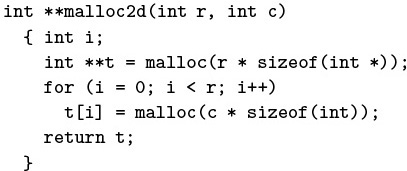 int **malloc2d(int r, int c)
  { int i;
    int **t = malloc(r * sizeof(int *));
    for (i = 0; i < r; i++)
      t[i] = malloc(c * sizeof(int));
    return t;
  }